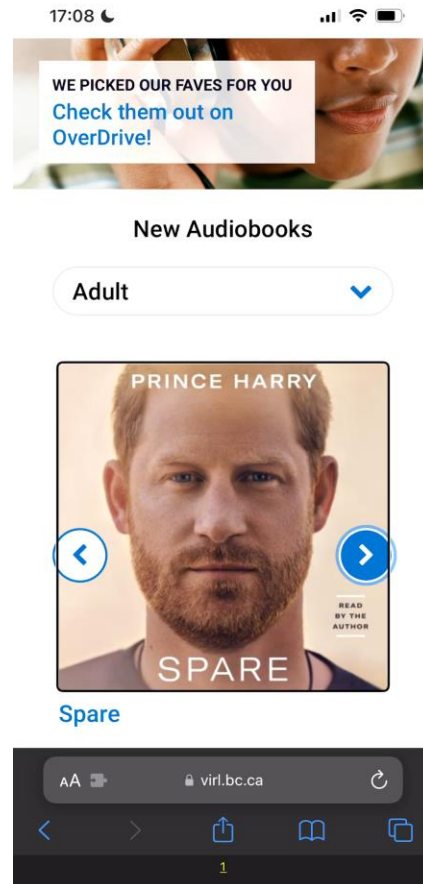 17:08
WE PICKED OUR FAVES FOR YOU
Check them out on
OverDrive!
New Audiobooks
Adult
PRINCE HARRY
READ
BY THE
AUTHOR
SPARE
Spare
AA
virl.bc.ca
1